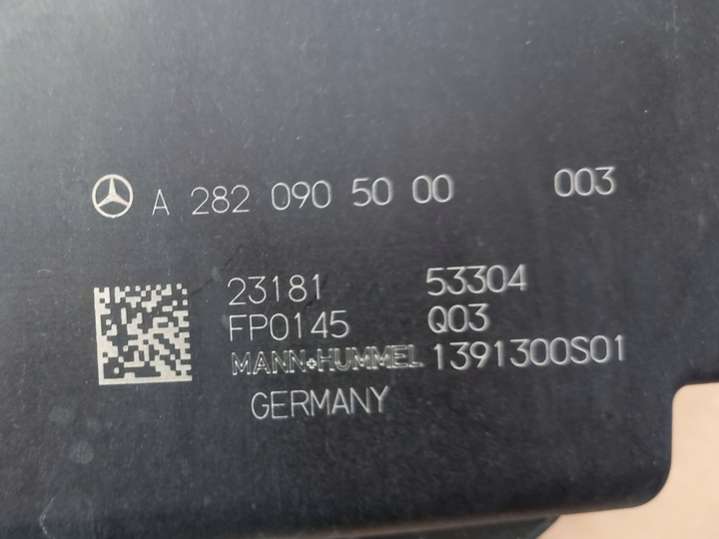 A 282 090 50 00 003
23181 53304
FP0145 Q03
MANN+HUMMEL 1391300S01
GERMANY